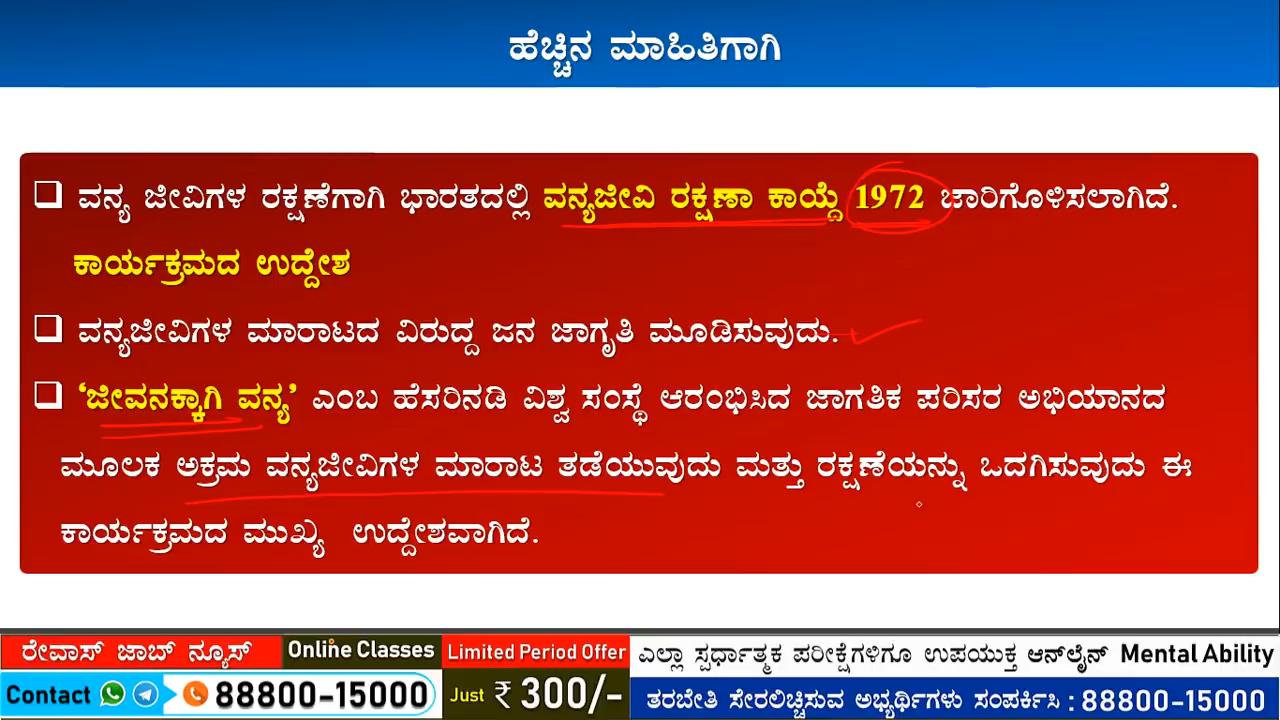 ಹೆಚ್ಚಿನ ಮಾಹಿತಿಗಾಗಿ
ವನ್ಯ ಜೀವಿಗಳ ರಕ್ಷಣೆಗಾಗಿ ಭಾರತದಲ್ಲಿ ವನ್ಯಜೀವಿ ರಕ್ಷಣಾ ಕಾಯ್ದೆ 1972 ಜಾರಿಗೊಳಿಸಲಾಗಿದೆ.
ಕಾರ್ಯಕ್ರಮದ ಉದ್ದೇಶ
ವನ್ಯಜೀವಿಗಳ ಮಾರಾಟದ ವಿರುದ್ದ ಜನ ಜಾಗೃತಿ ಮೂಡಿಸುವುದು.
‘ಜೀವನಕ್ಕಾಗಿ ವನ್ಯ’ ಎಂಬ ಹೆಸರಿನಡಿ ವಿಶ್ವ ಸಂಸ್ಥೆ ಆರಂಭಿಸಿದ ಜಾಗತಿಕ ಪರಿಸರ ಅಭಿಯಾನದ
ಮೂಲಕ ಅಕ್ರಮ ವನ್ಯಜೀವಿಗಳ ಮಾರಾಟ ತಡೆಯುವುದು ಮತ್ತು ರಕ್ಷಣೆಯನ್ನು ಒದಗಿಸುವುದು ಈ
ಕಾರ್ಯಕ್ರಮದ ಮುಖ್ಯ ಉದ್ದೇಶವಾಗಿದೆ.
ರೇವಾಸ್ ಜಾಬ್ ನ್ಯೂಸ್ Online Classes Limited Period Offer ಎಲ್ಲಾ ಸ್ಪರ್ಧಾತ್ಮಕ ಪರೀಕ್ಷೆಗಳಿಗೂ ಉಪಯುಕ್ತ ಆನ್‌ಲೈನ್ Mental Ability
Contact 88800-15000 Just ₹ 300/- ತರಬೇತಿ ಸೇರಲಿಚ್ಚಿಸುವ ಅಭ್ಯರ್ಥಿಗಳು ಸಂಪರ್ಕಿಸಿ : 88800-15000